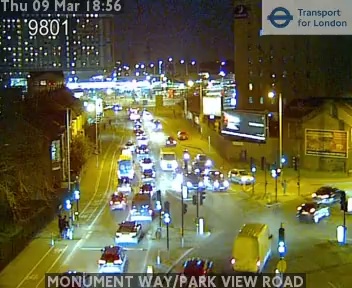 Thu 09 Mar 18:56
9801
Transport
for London
MONUMENT WAY/PARK VIEW ROAD